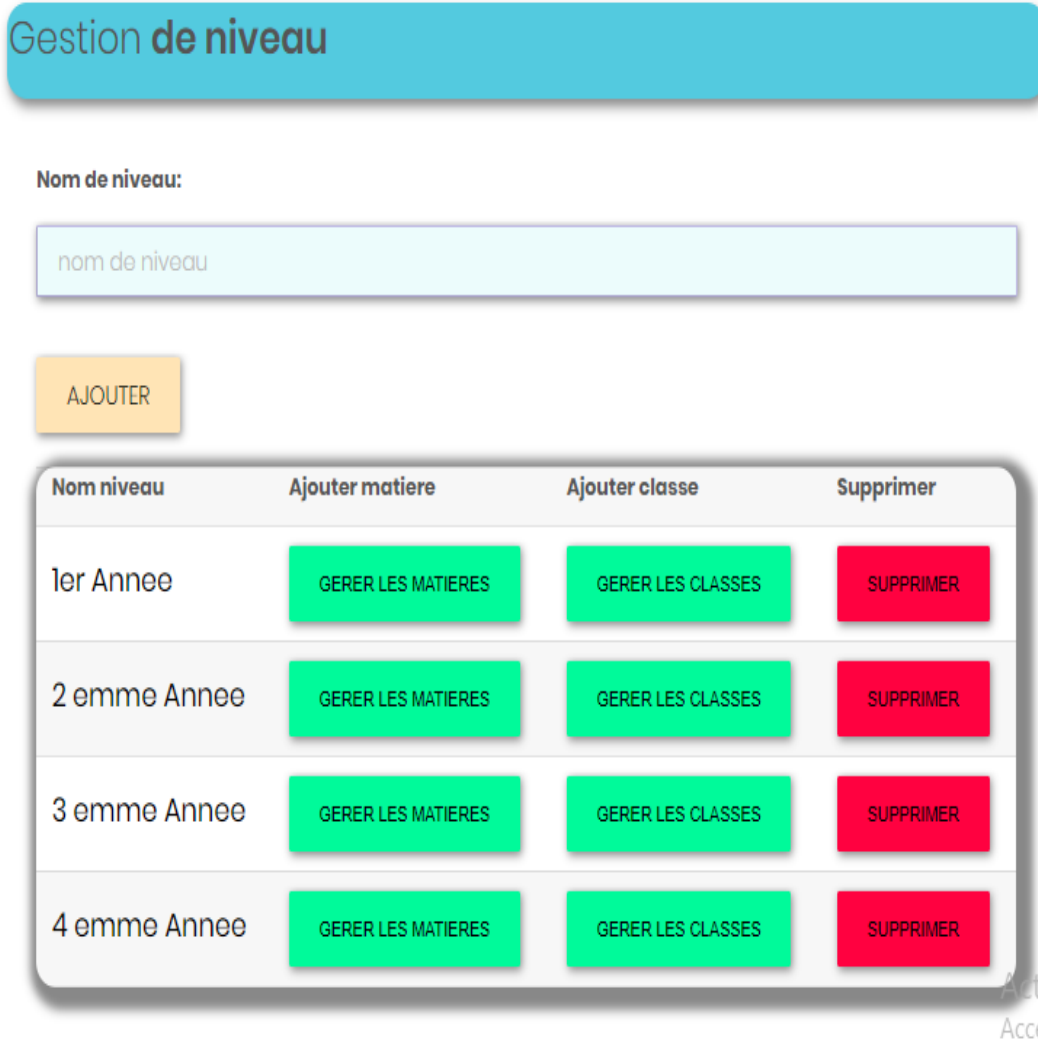 Gestion de niveau
Nom de niveau:
nom de niveau
AJOUTER
Nom niveau Ajouter matiere Ajouter classe Supprimer
1er Annee GERER LES MATIERES GERER LES CLASSES SUPPRIMER
2 emme Annee GERER LES MATIERES GERER LES CLASSES SUPPRIMER
3 emme Annee GERER LES MATIERES GERER LES CLASSES SUPPRIMER
4 emme Annee GERER LES MATIERES GERER LES CLASSES SUPPRIMER